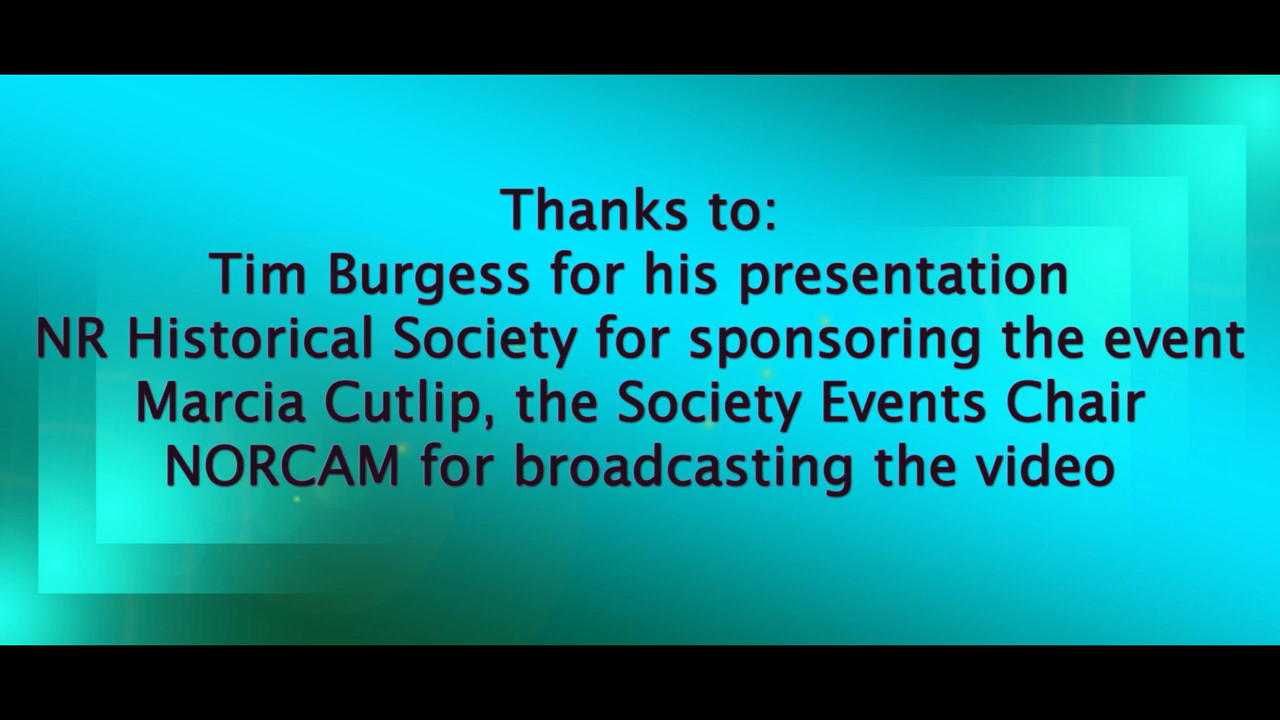 Thanks to:
Tim Burgess for his presentation
NR Historical Society for sponsoring the event
Marcia Cutlip, the Society Events Chair
NORCAM for broadcasting the video